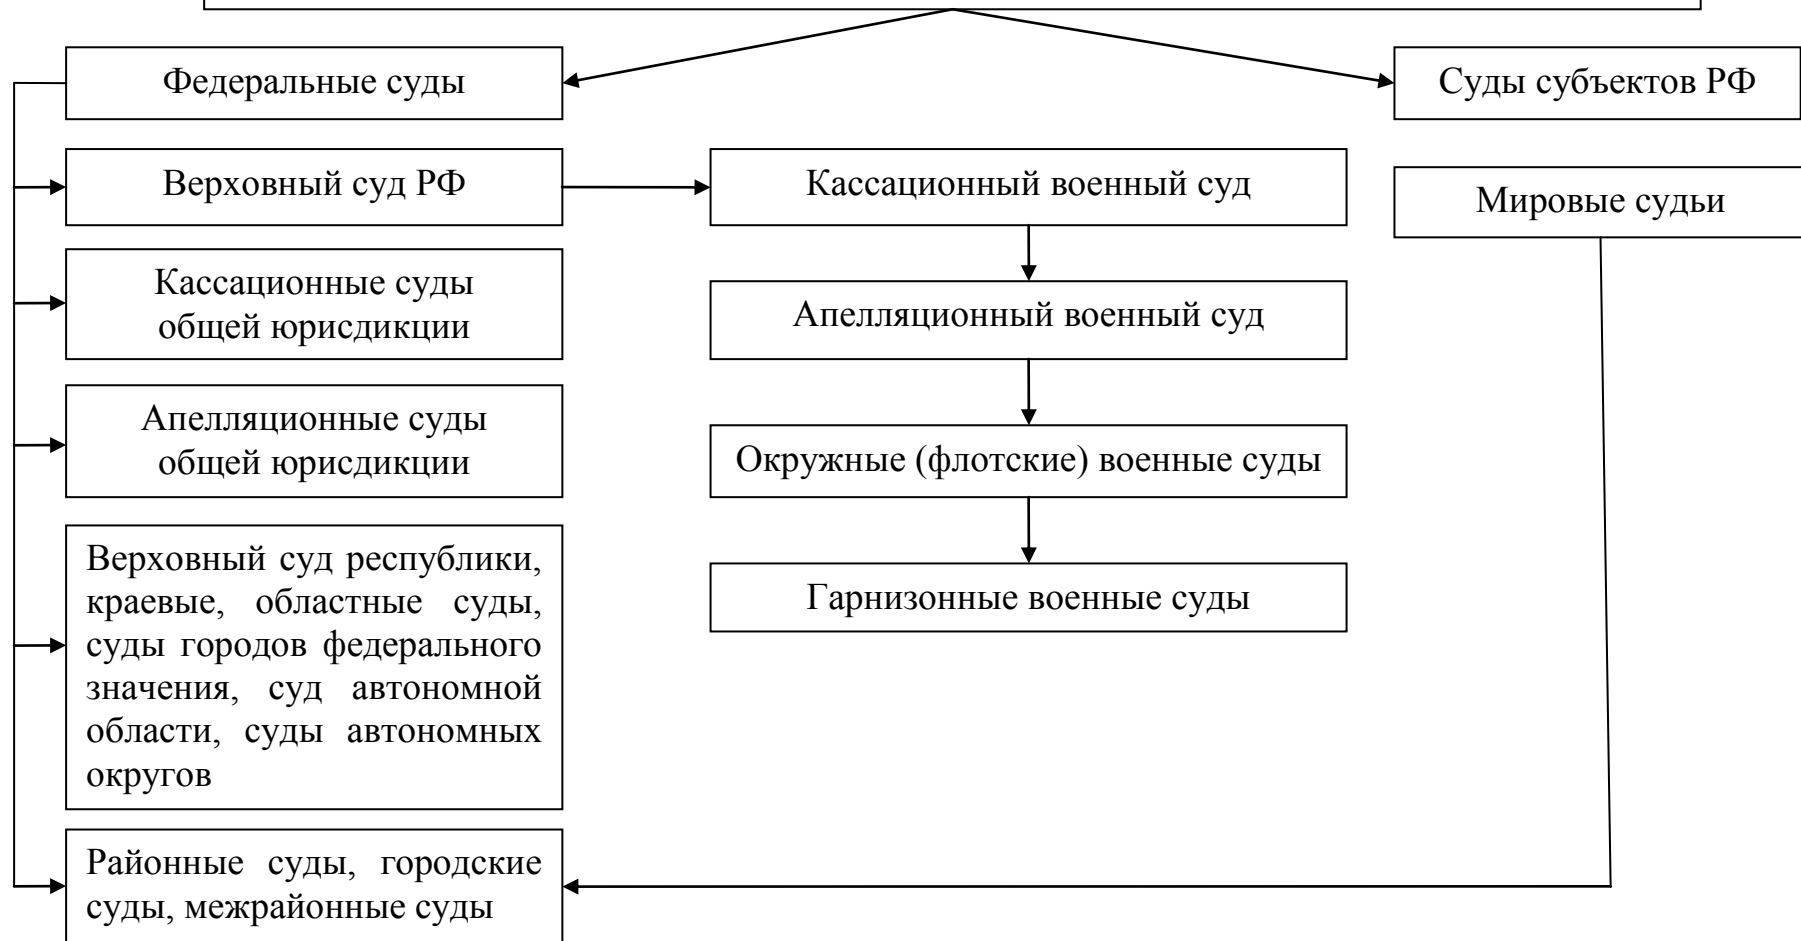 Федеральные суды
Суды субъектов РФ
Верховный суд РФ
Кассационный военный суд
Мировые судьи
Кассационные суды
общей юрисдикции
Апелляционный военный суд
Апелляционные суды
общей юрисдикции
Окружные (флотские) военные суды
Верховный суд республики,
краевые, областные суды,
суды городов федерального
значения, суд автономной
области, суды автономных
округов
Гарнизонные военные суды
Районные суды, городские
суды, межрайонные суды